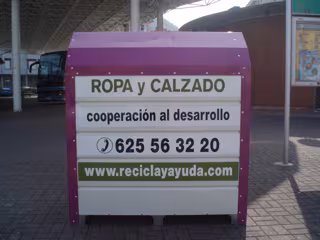 ROPA y CALZADO
cooperación al desarrollo
625 56 32 20
www.reciclayayuda.com